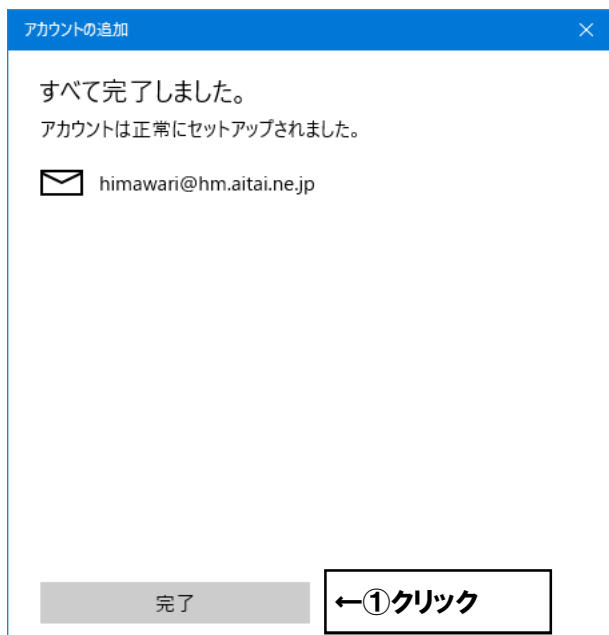 アカウントの追加
すべて完了しました。
アカウントは正常にセットアップされました。
himawari@hm.aitai.ne.jp
完了
←①クリック